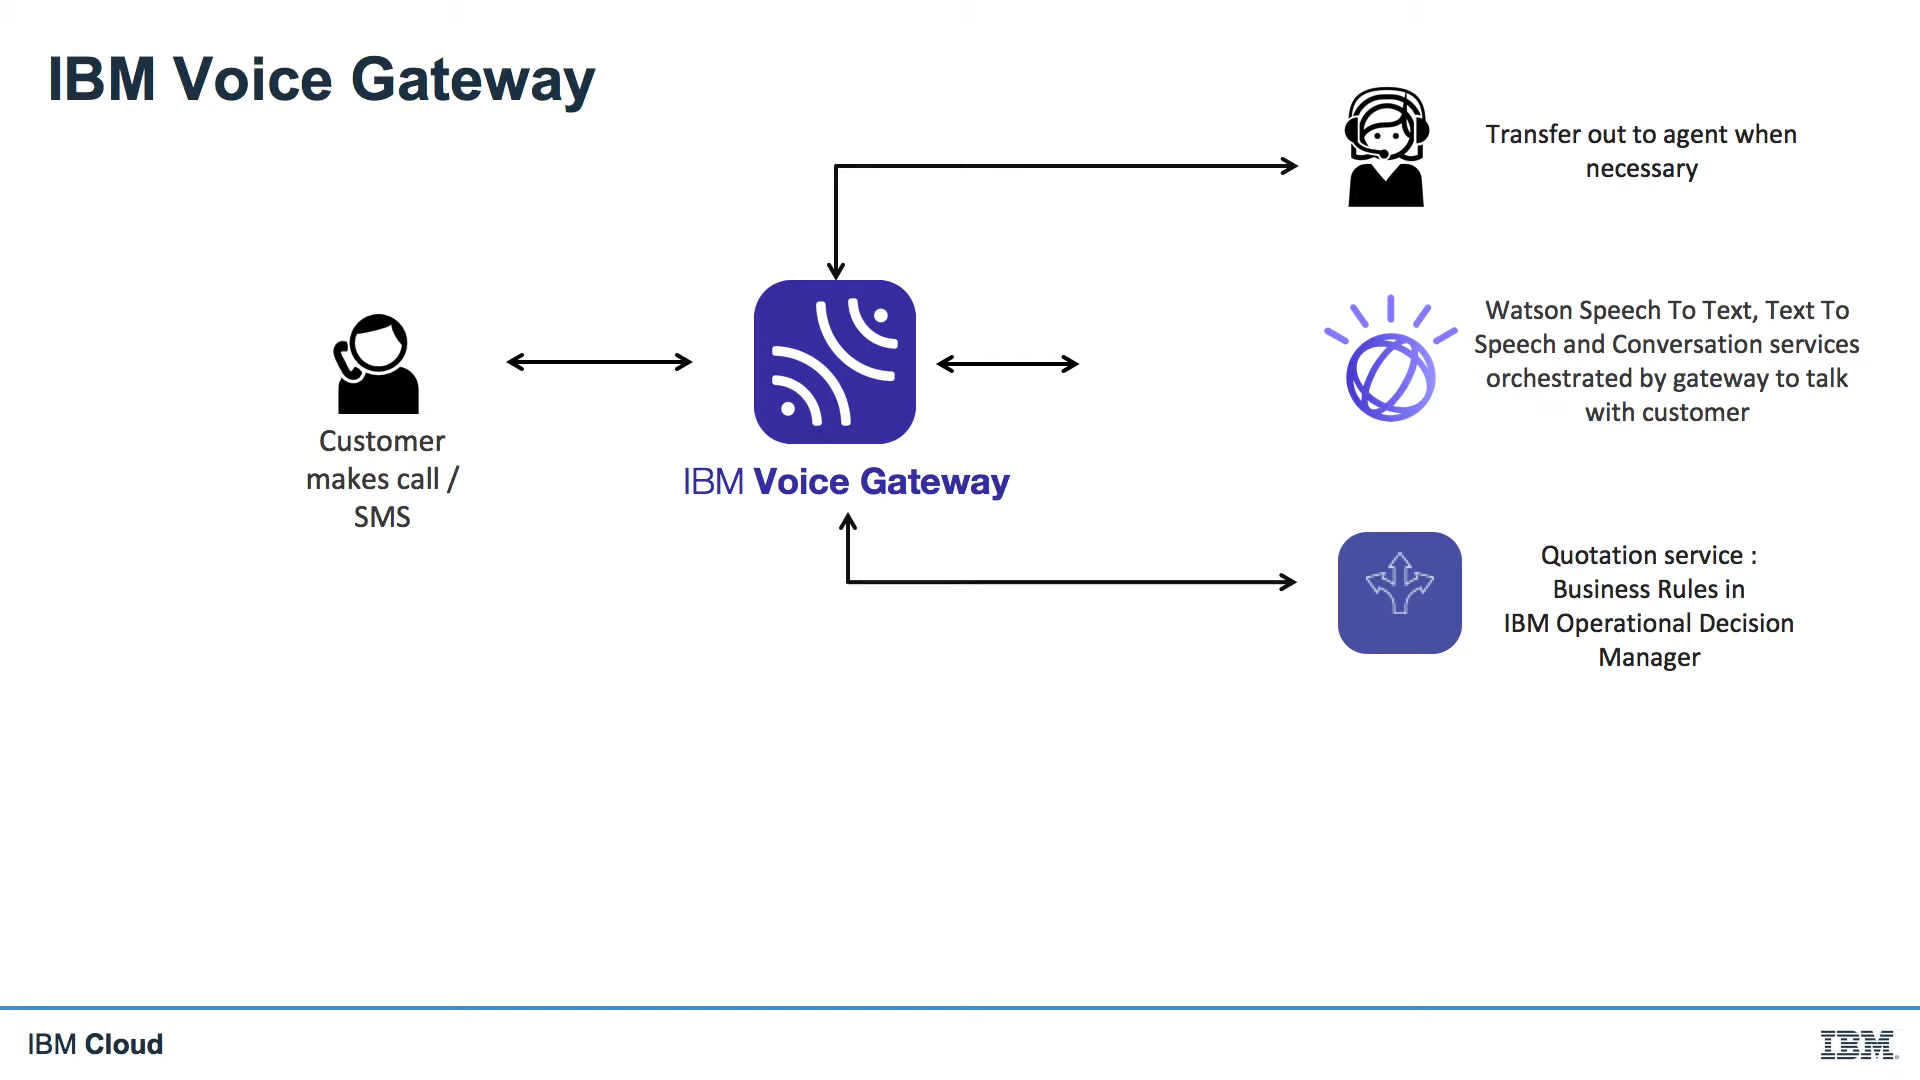 IBM Voice Gateway
Transfer out to agent when
necessary
Watson Speech To Text, Text To
Speech and Conversation services
orchestrated by gateway to talk
with customer
Customer
makes call /
SMS
IBM Voice Gateway
Quotation service :
Business Rules in
IBM Operational Decision
Manager
IBM Cloud
IBM®